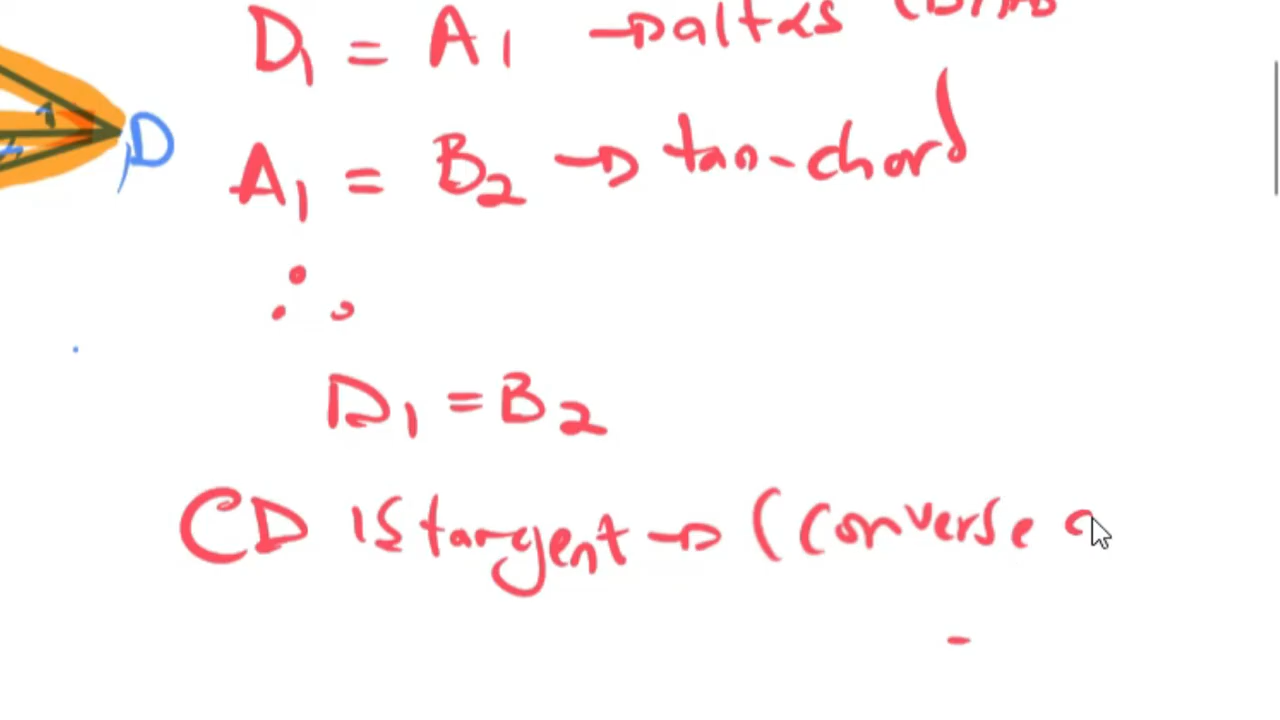 D1 = A1 → alt ∠s
D
A1 = B2 → tan-chord
∴
D1 = B2
CD is tangent → (converse